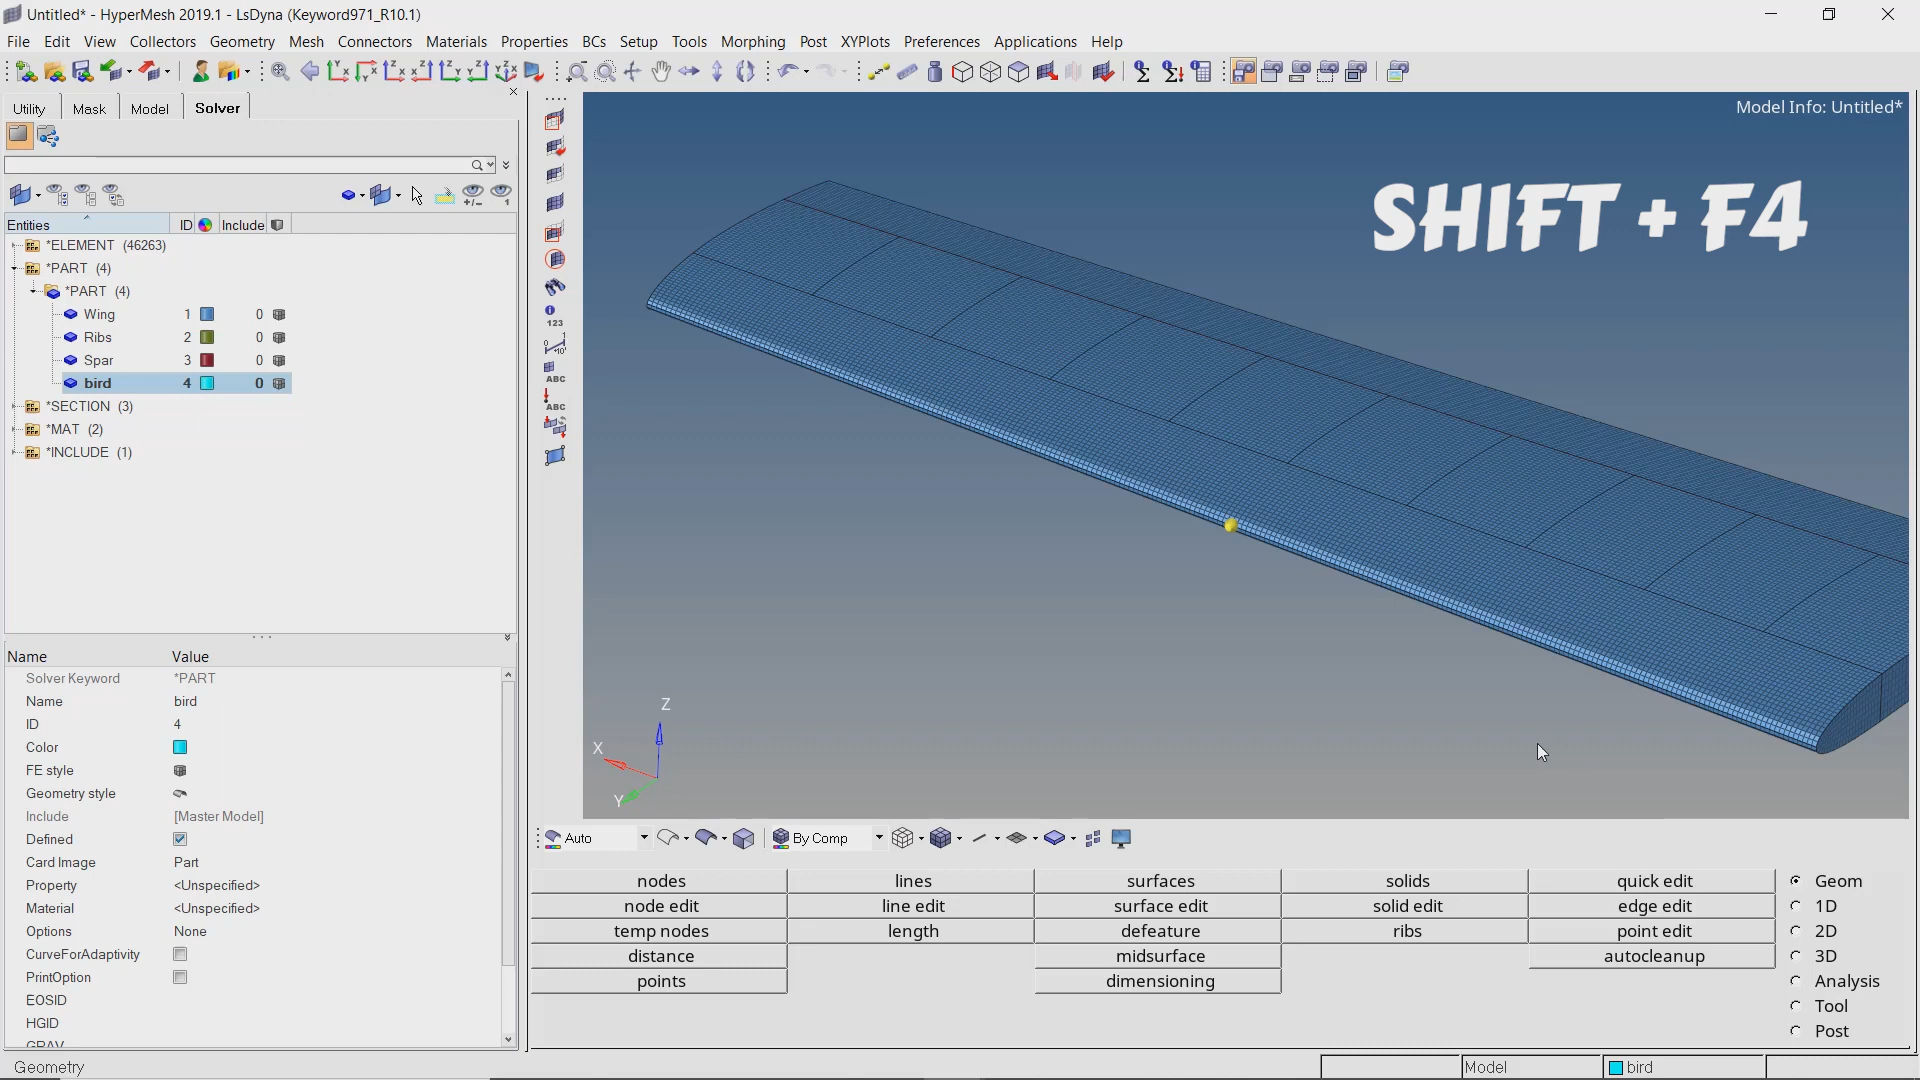 Untitled* - HyperMesh 2019.1 - LsDyna (Keyword971_R10.1)
File Edit View Collectors Geometry Mesh Connectors Materials Properties BCs Setup Tools Morphing Post XYPlots Preferences Applications Help
Utility Mask Model Solver
Model Info: Untitled*
SHIFT + F4
Entities ID Include
*ELEMENT (46263)
*PART (4)
*PART (4)
Wing 1 0
Ribs 2 0
Spar 3 0
bird 4 0
*SECTION (3)
*MAT (2)
*INCLUDE (1)
123
ABC
ABC
Name Value
Solver Keyword *PART
Name bird
ID 4
Color
FE style
Geometry style
Include [Master Model]
Defined
Card Image Part
Property <Unspecified>
Material <Unspecified>
Options None
CurveForAdaptivity
PrintOption
EOSID
HGID
GRAV
Z
X
Y
Auto By Comp
nodes lines surfaces solids quick edit Geom
node edit line edit surface edit solid edit edge edit 1D
temp nodes length defeature ribs point edit 2D
distance midsurface autocleanup 3D
points dimensioning Analysis
Tool
Post
Geometry Model bird